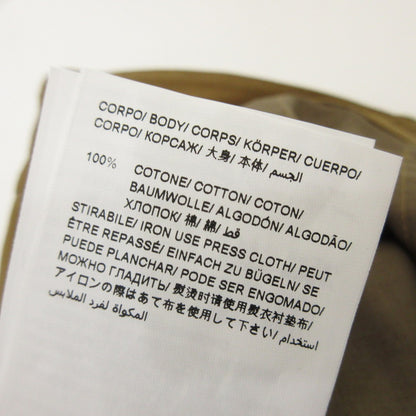 CORPO/ BODY/ CORPS/ KÖRPER/ CUERPO/
CORPO/ КОРСАЖ/ 大身/ 本体/ الجسم
100% COTONE/ COTTON/ COTON/
BAUMWOLLE/ ALGODÓN/ ALGODÃO/
ХЛОПОК/ 棉/ 綿/ قطن
STIRABILE/ IRON USE PRESS CLOTH/ PEUT
ÊTRE REPASSÉ/ EINFACH ZU BÜGELN/ SE
PUEDE PLANCHAR/ PODE SER ENGOMADO/
МОЖНО ГЛАДИТЬ/ 熨烫时请使用熨衣衬垫布/
アイロンの際はあて布を使用して下さい/ استخدام
المكواة لفرد الملابس